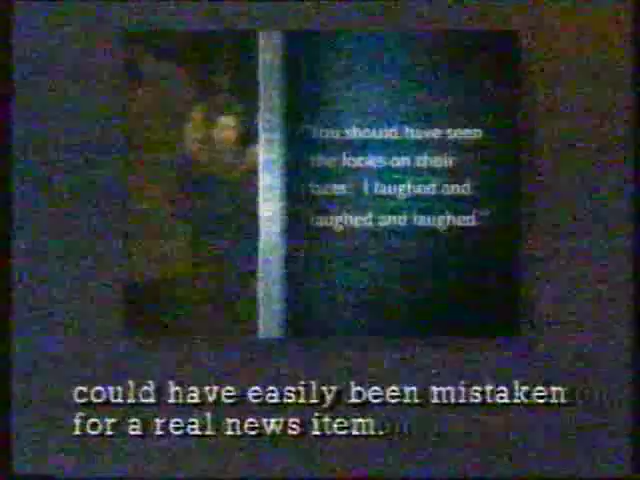 "You should have seen
the looks on their
faces. I laughed and
laughed and laughed."
could have easily been mistaken
for a real news item.